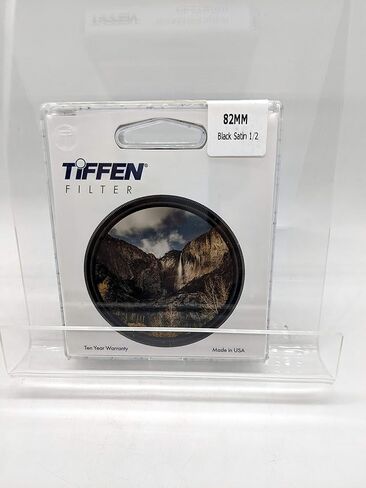 82MM
Black Satin 1/2
TiFFEN®
FILTER
Ten Year Warranty
Made in USA